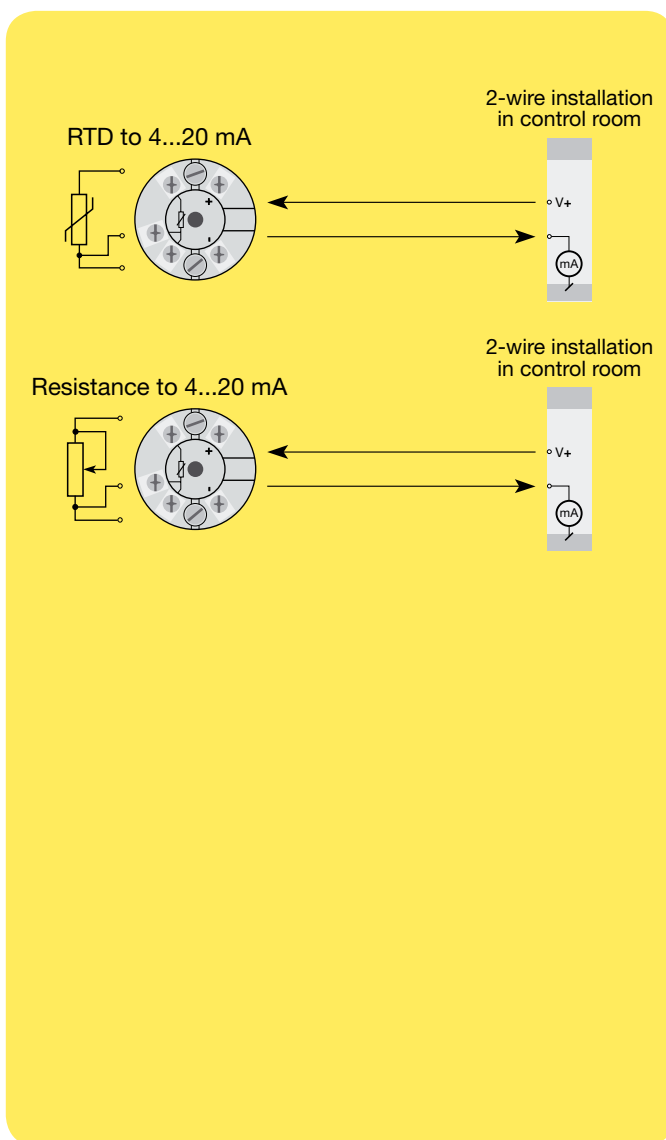 2-wire installation
in control room
RTD to 4...20 mA
+
-
V+
mA
2-wire installation
in control room
Resistance to 4...20 mA
+
-
V+
mA